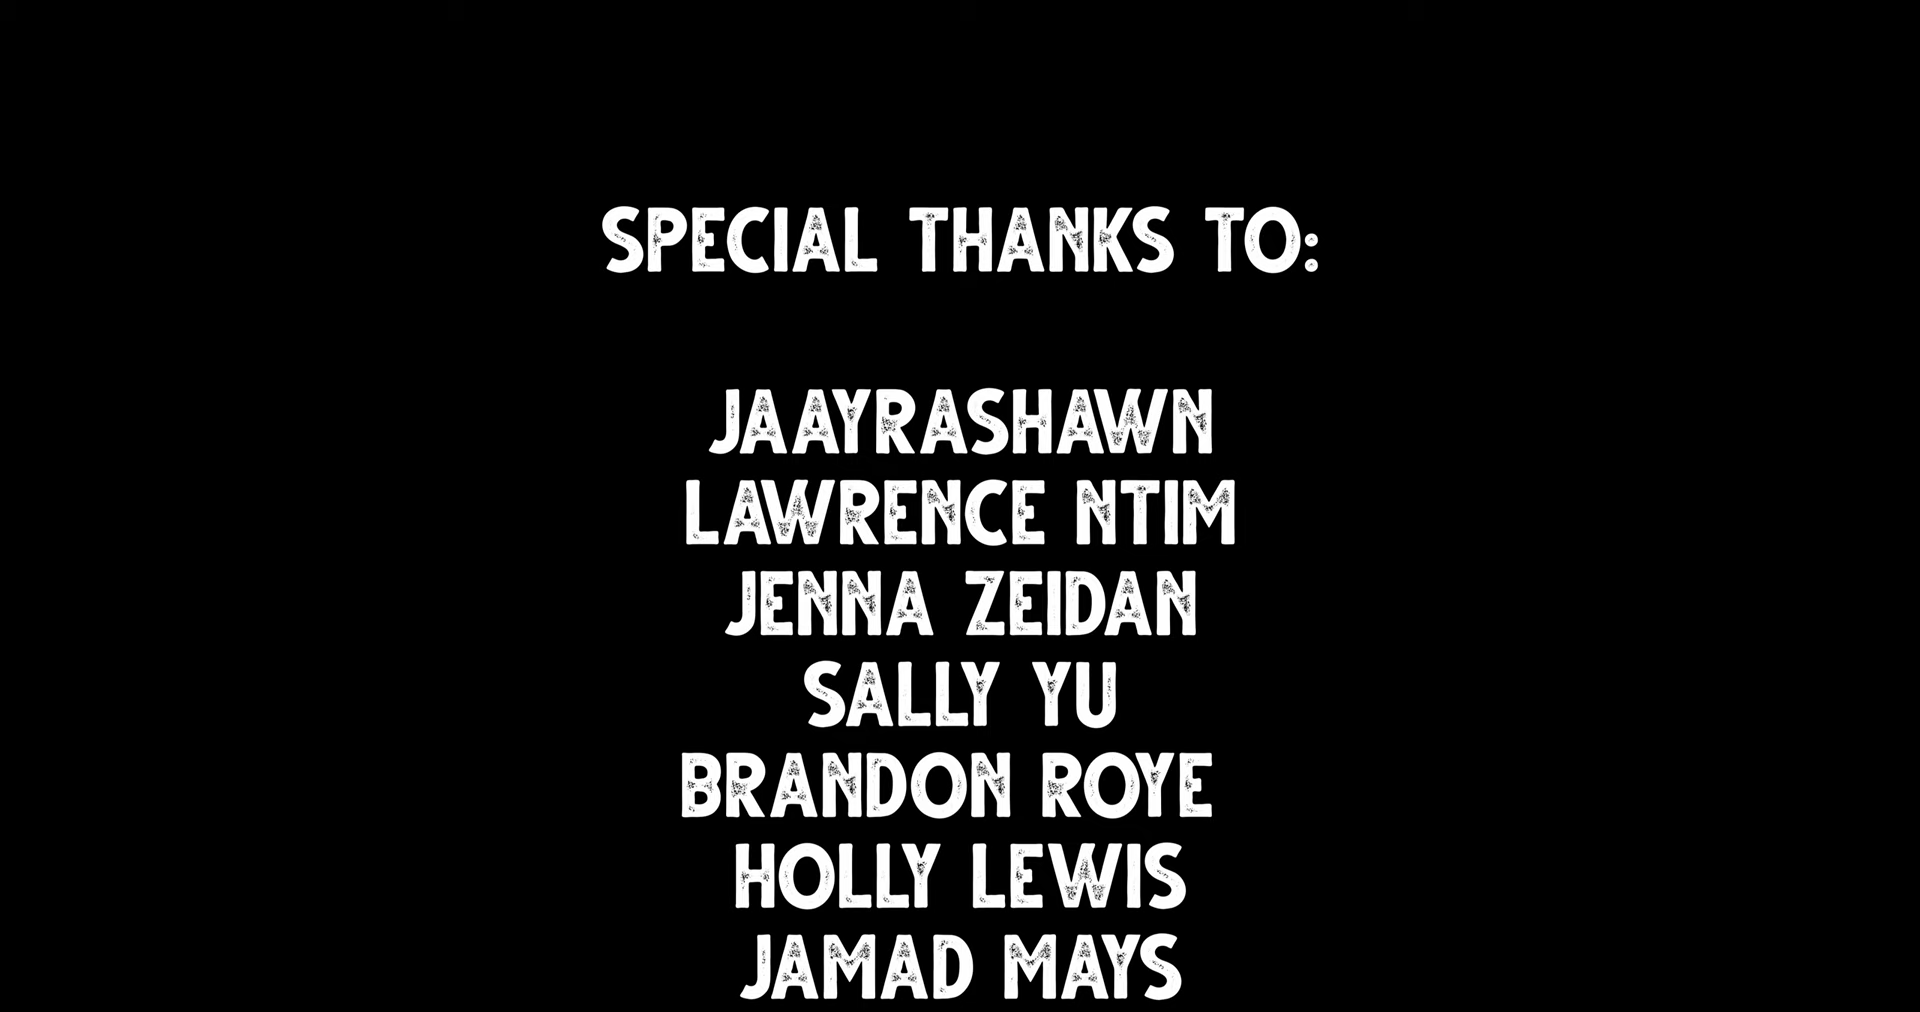 SPECIAL THANKS TO:
JAAYRASHAWN
LAWRENCE NTIM
JENNA ZEIDAN
SALLY YU
BRANDON ROYE
HOLLY LEWIS
JAMAD MAYS